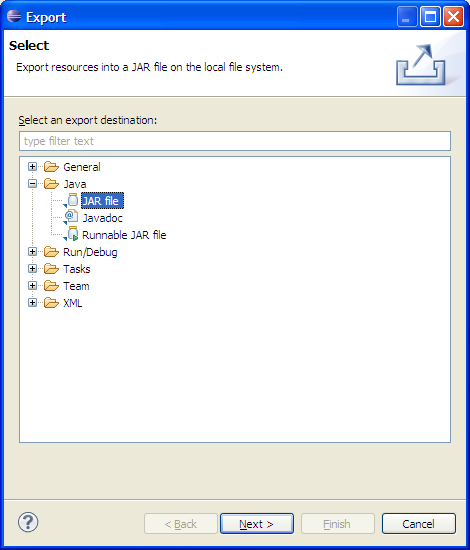 Export
Select
Export resources into a JAR file on the local file system.
Select an export destination:
type filter text
General
Java
JAR file
Javadoc
Runnable JAR file
Run/Debug
Tasks
Team
XML
< Back
Next >
Finish
Cancel